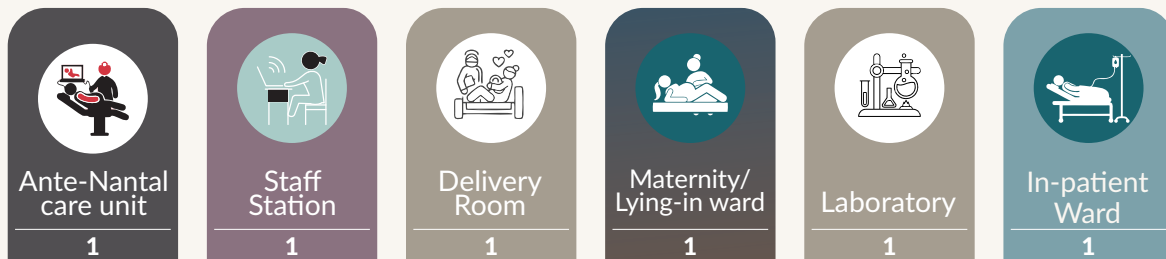 Ante-Nantal
care unit
1
Staff
Station
1
Delivery
Room
1
Maternity/
Lying-in ward
1
Laboratory
1
In-patient
Ward
1